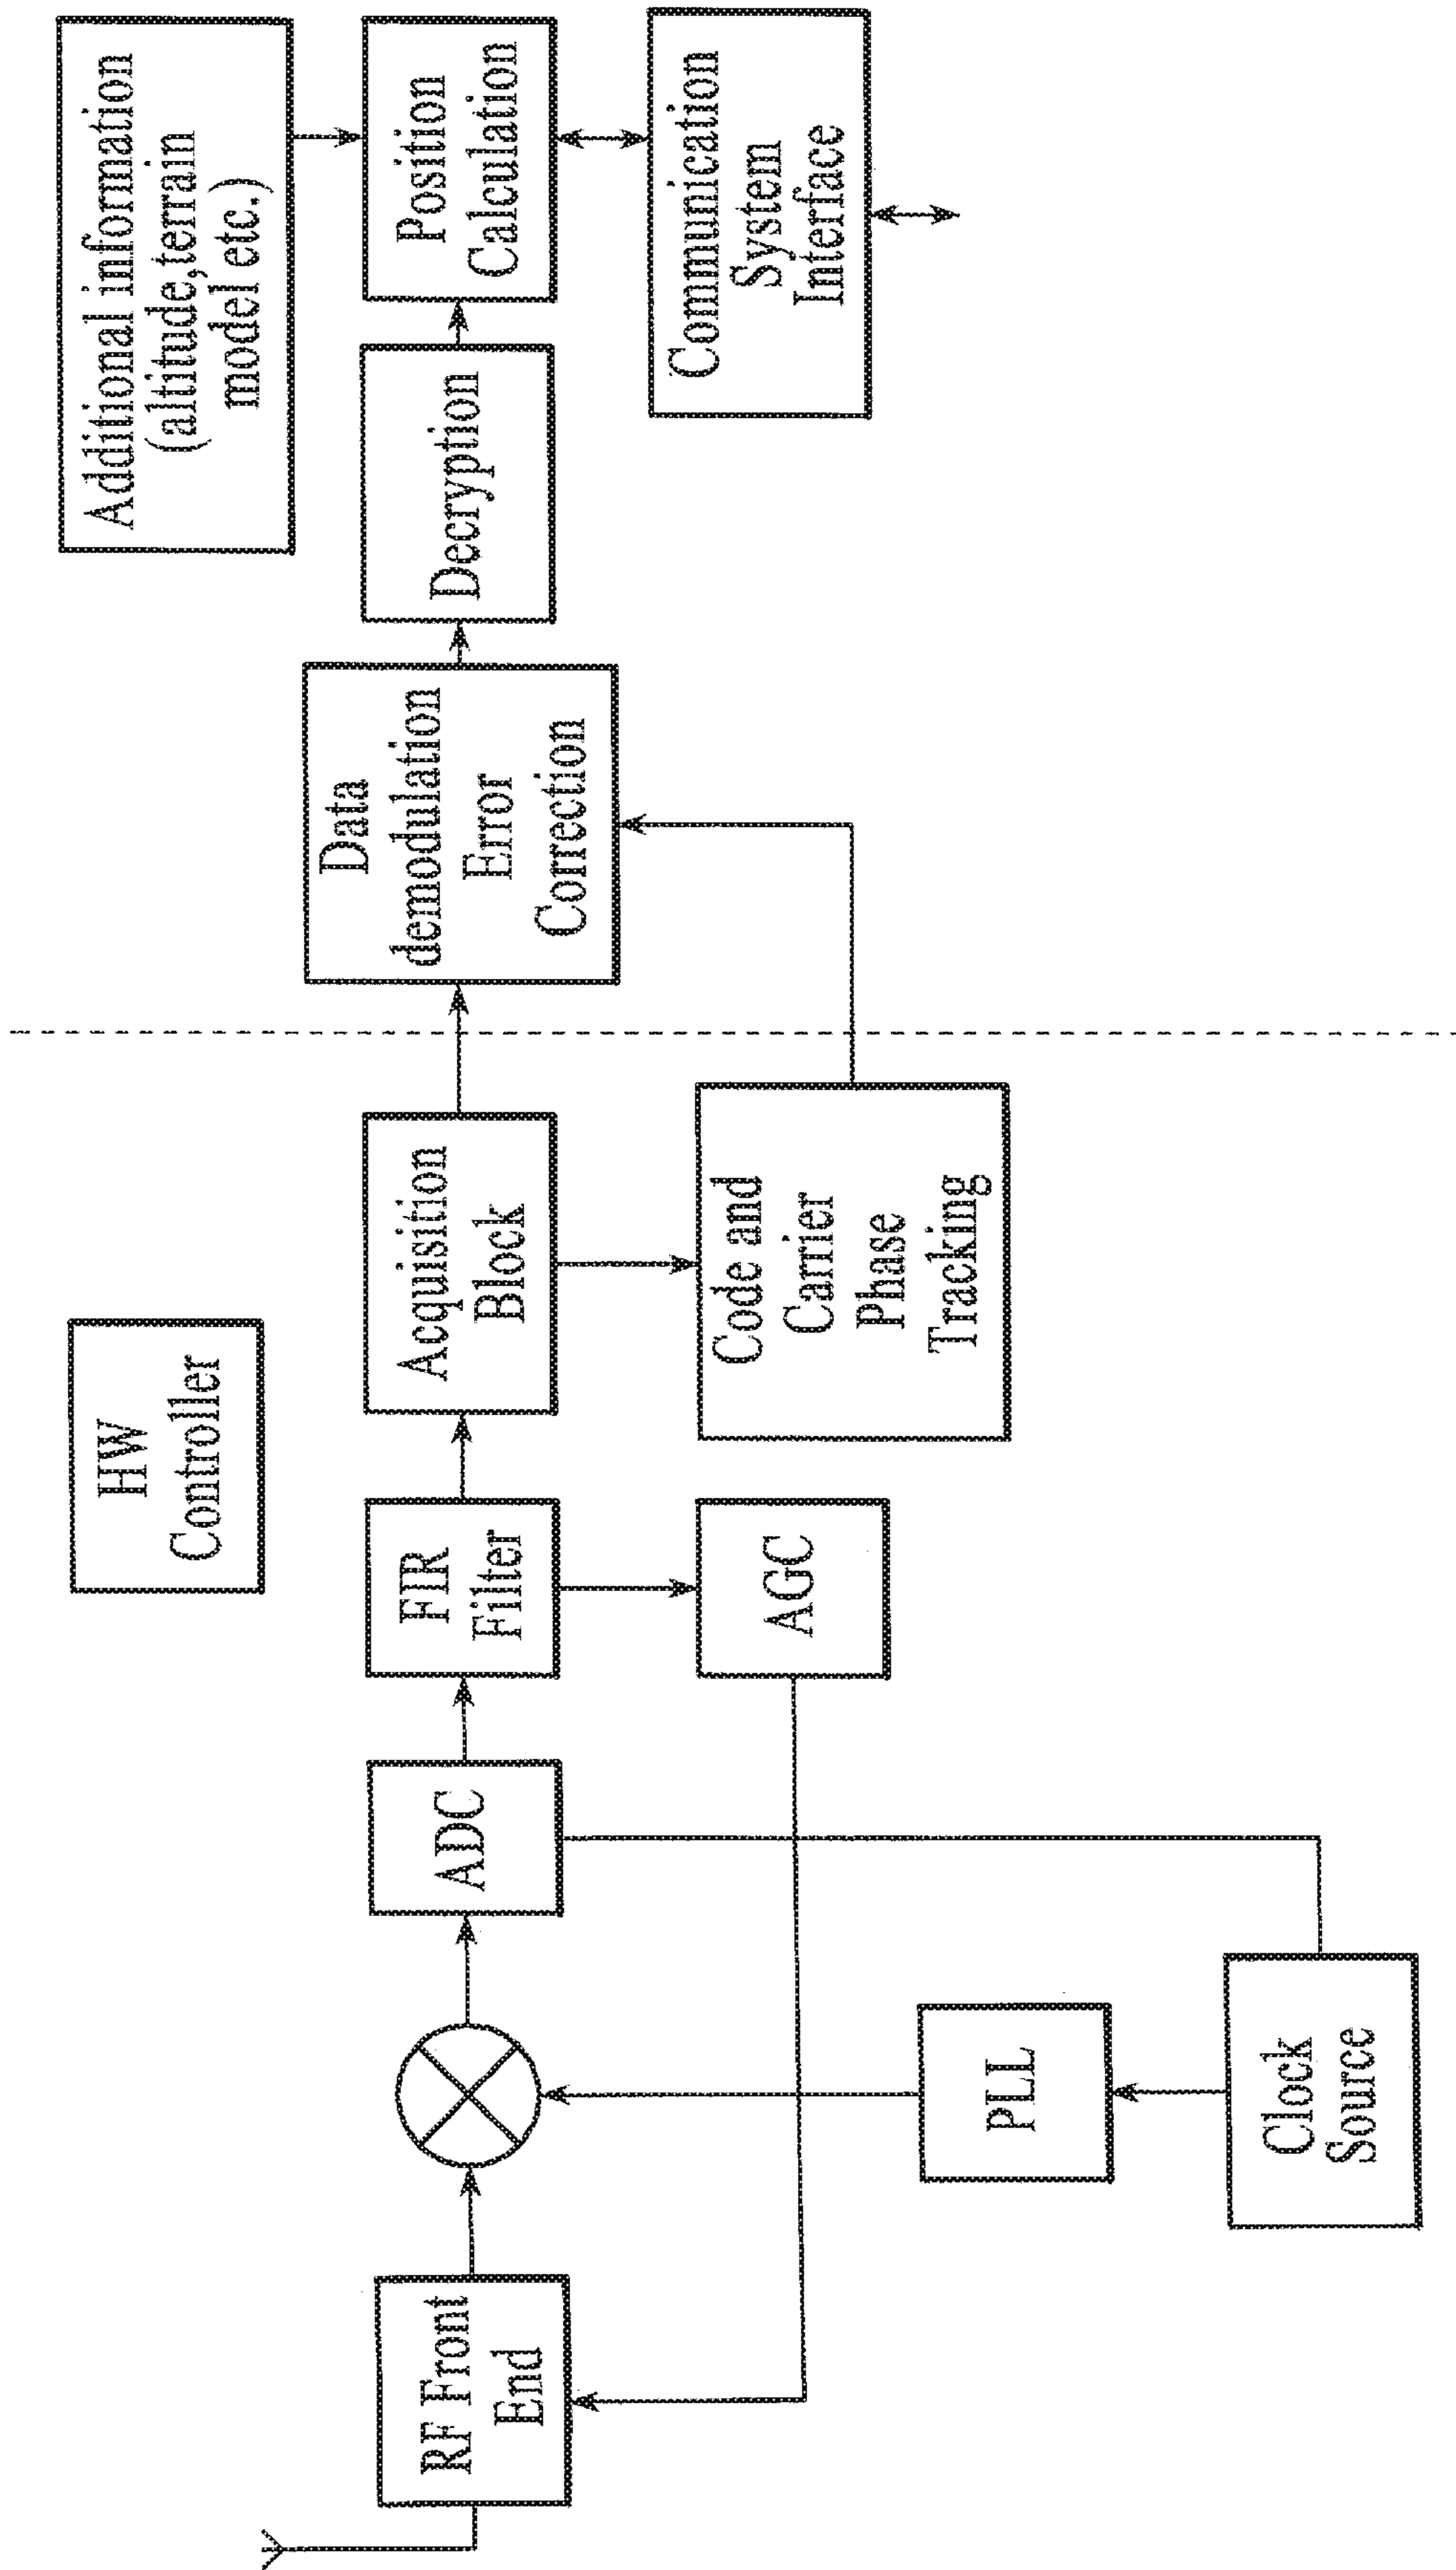 HW
Controller
Additional information
(altitude,terrain
model etc.)
RF Front
End
ADC
FIR
Filter
Acquisition
Block
Data
demodulation
Error
Correction
Decryption
Position
Calculation
AGC
Code and
Carrier
Phase
Tracking
Communication
System
Interface
PLL
Clock
Source